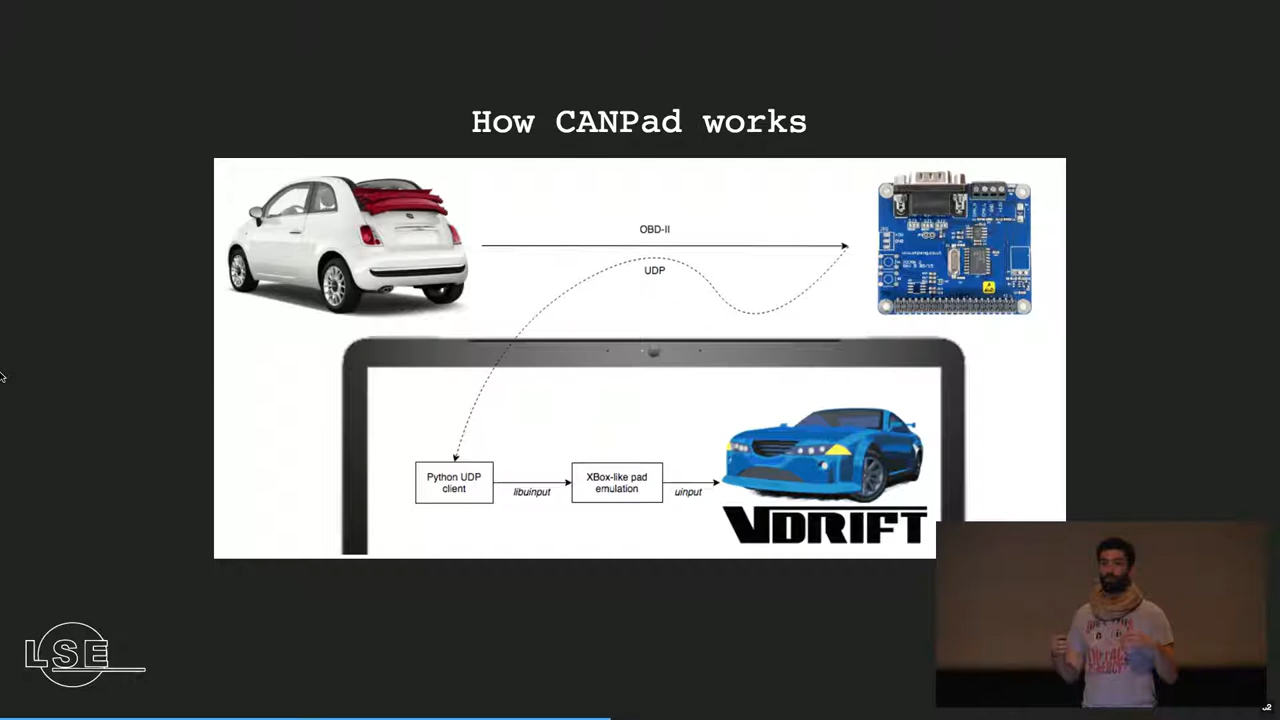 How CANPad works
OBD-II
UDP
Python UDP
client
libuinput
XBox-like pad
emulation
uinput
VDRIFT
LSE